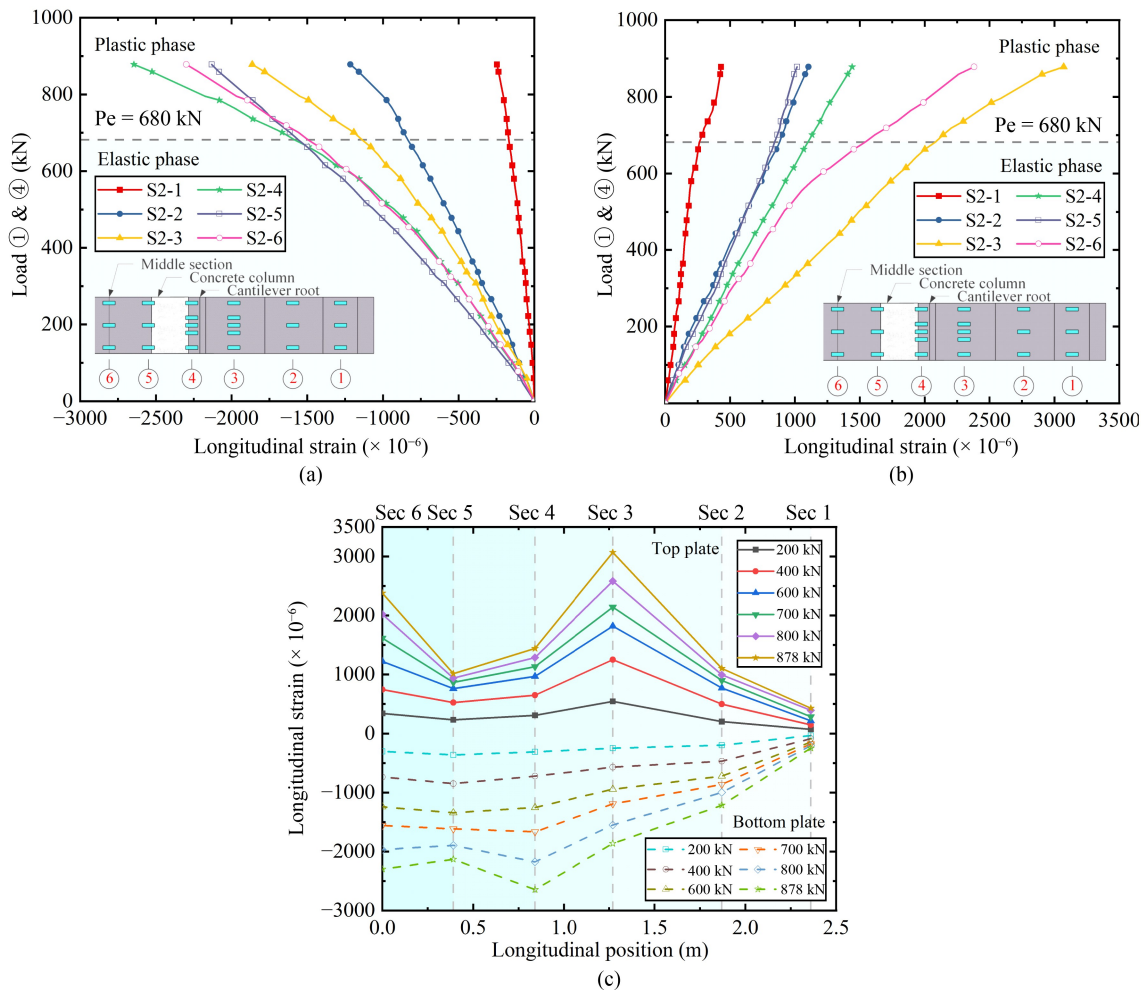 1000
800
600
400
200
0
Load ① & ④ (kN)
Plastic phase
Pe = 680 kN
Elastic phase
S2-1 S2-4
S2-2 S2-5
S2-3 S2-6
Middle section
Concrete column
Cantilever root
6 5 4 3 2 1
−3000 −2500 −2000 −1500 −1000 −500 0
Longitudinal strain (× 10⁻⁶)
(a)
1000
800
600
400
200
0
Load ① & ④ (kN)
Plastic phase
Pe = 680 kN
Elastic phase
S2-1 S2-4
S2-2 S2-5
S2-3 S2-6
Middle section
Concrete column
Cantilever root
6 5 4 3 2 1
0 500 1000 1500 2000 2500 3000 3500
Longitudinal strain (× 10⁻⁶)
(b)
Sec 6 Sec 5 Sec 4 Sec 3 Sec 2 Sec 1
3500
3000
2000
1000
0
−1000
−2000
−3000
Longitudinal strain (× 10⁻⁶)
Top plate
200 kN
400 kN
600 kN
700 kN
800 kN
878 kN
Bottom plate
200 kN 700 kN
400 kN 800 kN
600 kN 878 kN
0.0 0.5 1.0 1.5 2.0 2.5
Longitudinal position (m)
(c)